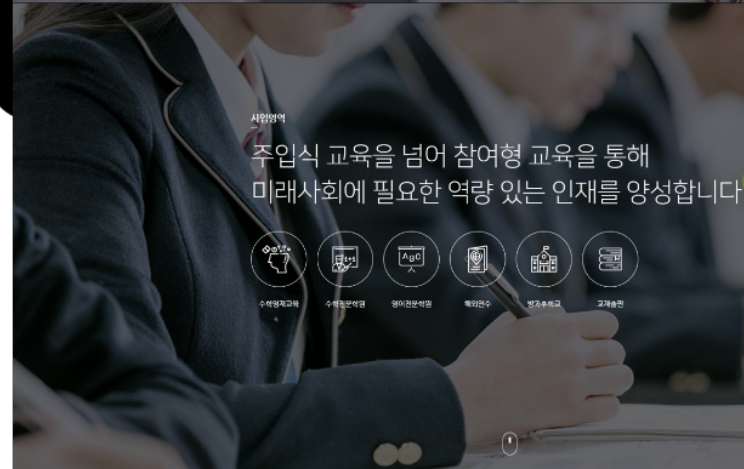 사업영역
주입식 교육을 넘어 참여형 교육을 통해
미래사회에 필요한 역량 있는 인재를 양성합니다
ABC
수학영재교육 수학전문학원 영어전문학원 해외연수 방과후학교 교재출판